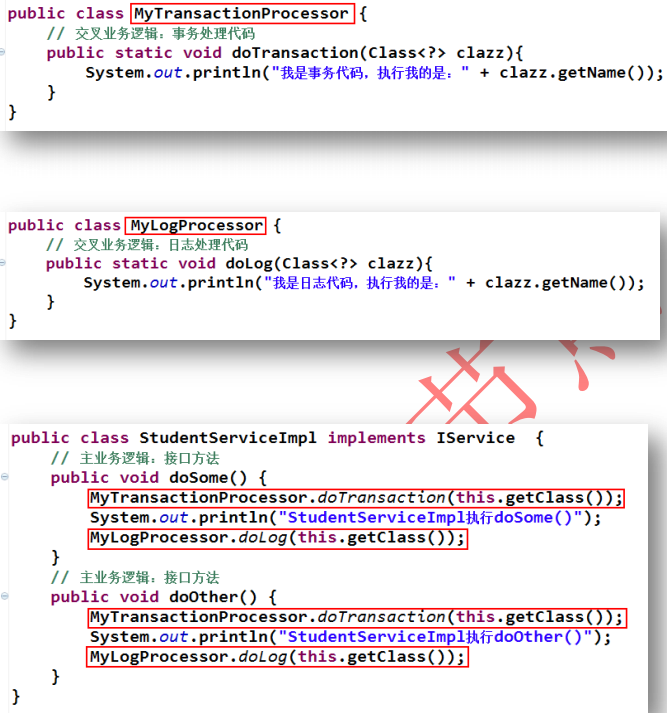 public class MyTransactionProcessor {
// 交叉业务逻辑：事务处理代码
public static void doTransaction(Class<?> clazz){
System.out.println("我是事务代码，执行我的是：" + clazz.getName());
}
}
public class MyLogProcessor {
// 交叉业务逻辑：日志处理代码
public static void doLog(Class<?> clazz){
System.out.println("我是日志代码，执行我的是：" + clazz.getName());
}
}
public class StudentServiceImpl implements IService {
// 主业务逻辑：接口方法
public void doSome() {
MyTransactionProcessor.doTransaction(this.getClass());
System.out.println("StudentServiceImpl执行doSome()");
MyLogProcessor.doLog(this.getClass());
}
// 主业务逻辑：接口方法
public void doOther() {
MyTransactionProcessor.doTransaction(this.getClass());
System.out.println("StudentServiceImpl执行doOther()");
MyLogProcessor.doLog(this.getClass());
}
}